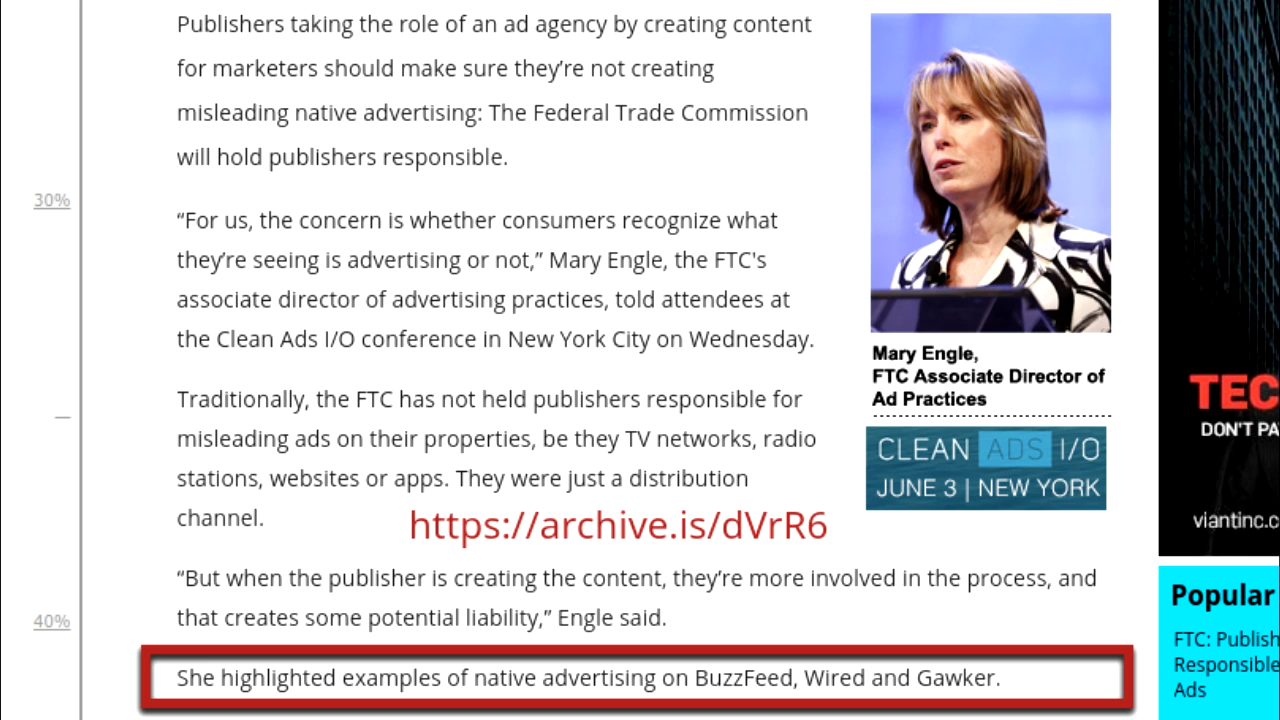 Publishers taking the role of an ad agency by creating content
for marketers should make sure they’re not creating
misleading native advertising: The Federal Trade Commission
will hold publishers responsible.
30%
“For us, the concern is whether consumers recognize what
they’re seeing is advertising or not,” Mary Engle, the FTC's
associate director of advertising practices, told attendees at
the Clean Ads I/O conference in New York City on Wednesday.
Mary Engle,
FTC Associate Director of
Ad Practices
CLEAN ADS I/O
JUNE 3 | NEW YORK
Traditionally, the FTC has not held publishers responsible for
misleading ads on their properties, be they TV networks, radio
stations, websites or apps. They were just a distribution
channel.
https://archive.is/dVrR6
“But when the publisher is creating the content, they’re more involved in the process, and
that creates some potential liability,” Engle said.
40%
She highlighted examples of native advertising on BuzzFeed, Wired and Gawker.
TEC
DON'T PA
viantinc.c
Popular
FTC: Publish
Responsible
Ads